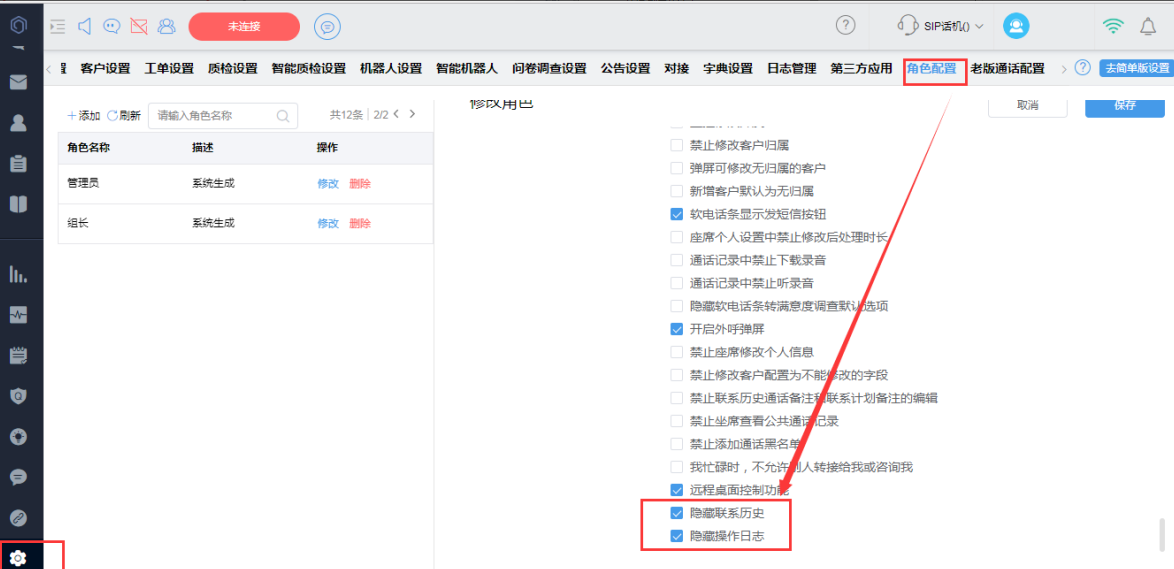 未连接
SIP话机()
客户设置 工单设置 质检设置 智能质检设置 机器人设置 智能机器人 问卷调查设置 公告设置 对接 字典设置 日志管理 第三方应用 角色配置 老版通话配置 去简单版设置
添加 刷新 请输入角色名称 共12条 2/2
修改角色 取消 保存
角色名称 描述 操作
管理员 系统生成 修改 删除
组长 系统生成 修改 删除
禁止修改客户归属
弹屏可修改无归属的客户
新增客户默认为无归属
软电话条显示发短信按钮
座席个人设置中禁止修改后处理时长
通话记录中禁止下载录音
通话记录中禁止听录音
隐藏软电话条转满意度调查默认选项
开启外呼弹屏
禁止座席修改个人信息
禁止修改客户配置为不能修改的字段
禁止联系历史通话备注和联系计划备注的编辑
禁止坐席查看公共通话记录
禁止添加通话黑名单
我忙碌时，不允许别人转接给我或咨询我
远程桌面控制功能
隐藏联系历史
隐藏操作日志